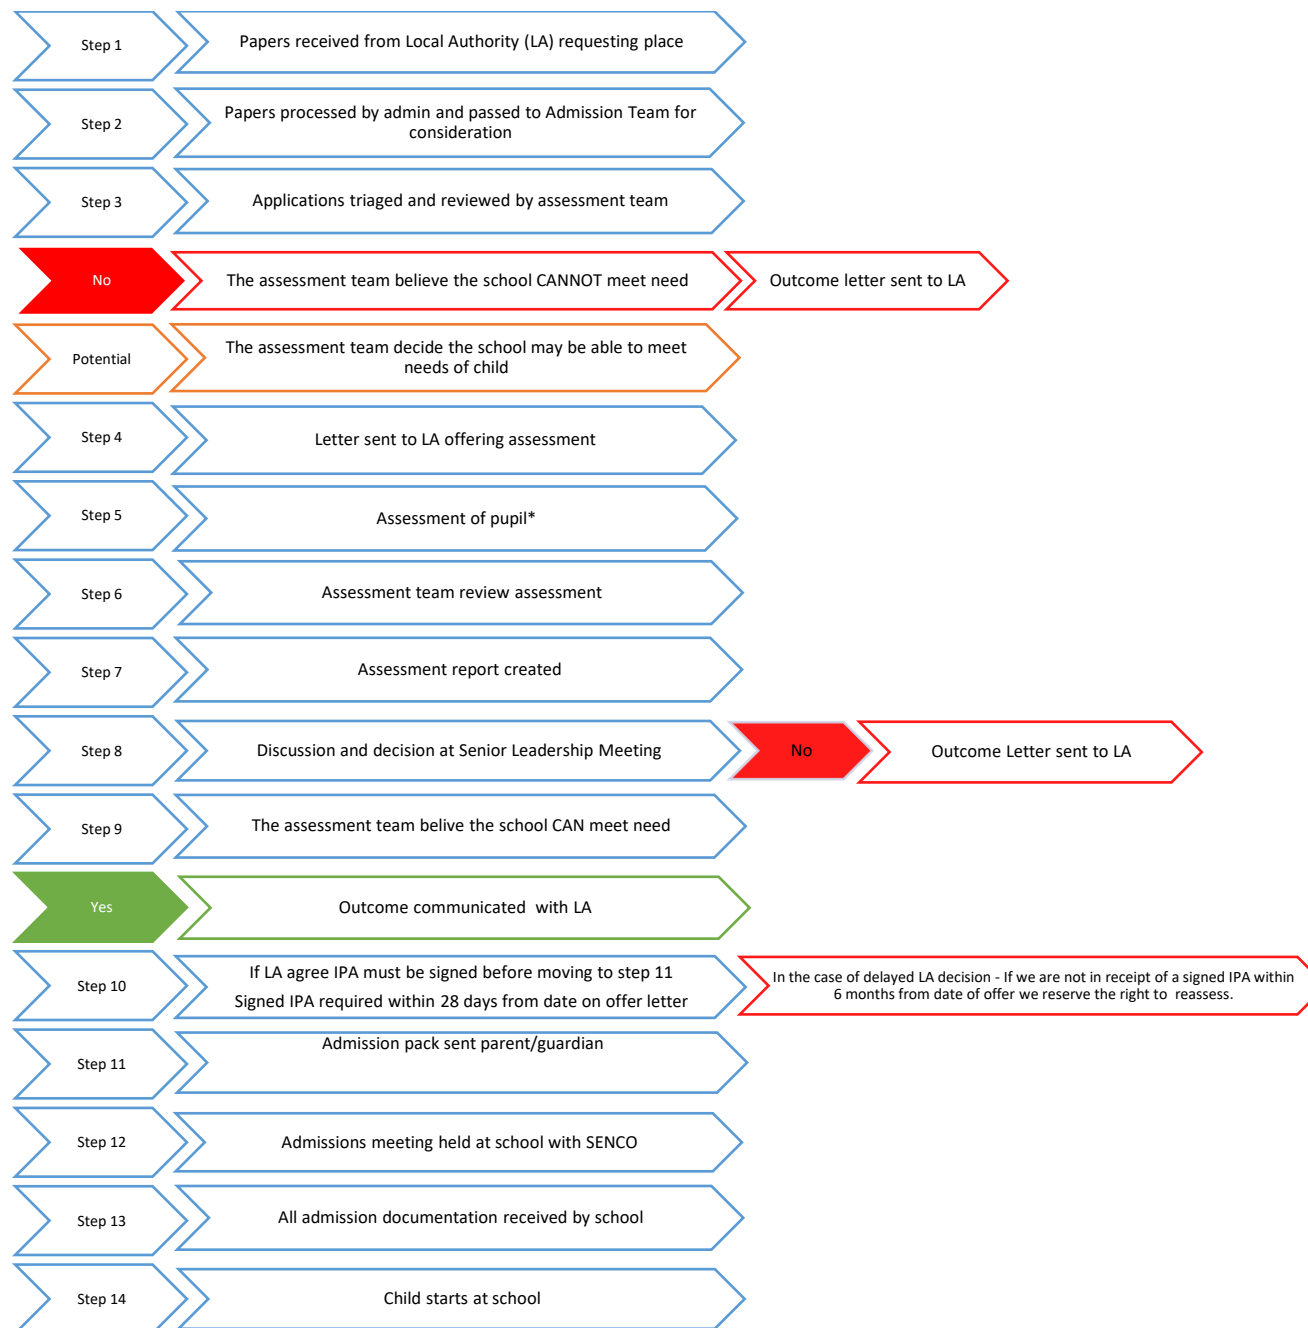 Step 1
Papers received from Local Authority (LA) requesting place
Step 2
Papers processed by admin and passed to Admission Team for
consideration
Step 3
Applications triaged and reviewed by assessment team
No
The assessment team believe the school CANNOT meet need
Outcome letter sent to LA
Potential
The assessment team decide the school may be able to meet
needs of child
Step 4
Letter sent to LA offering assessment
Step 5
Assessment of pupil*
Step 6
Assessment team review assessment
Step 7
Assessment report created
Step 8
Discussion and decision at Senior Leadership Meeting
No
Outcome Letter sent to LA
Step 9
The assessment team belive the school CAN meet need
Yes
Outcome communicated  with LA
Step 10
If LA agree IPA must be signed before moving to step 11
Signed IPA required within 28 days from date on offer letter
In the case of delayed LA decision - If we are not in receipt of a signed IPA within
6 months from date of offer we reserve the right to  reassess.
Step 11
Admission pack sent parent/guardian
Step 12
Admissions meeting held at school with SENCO
Step 13
All admission documentation received by school
Step 14
Child starts at school